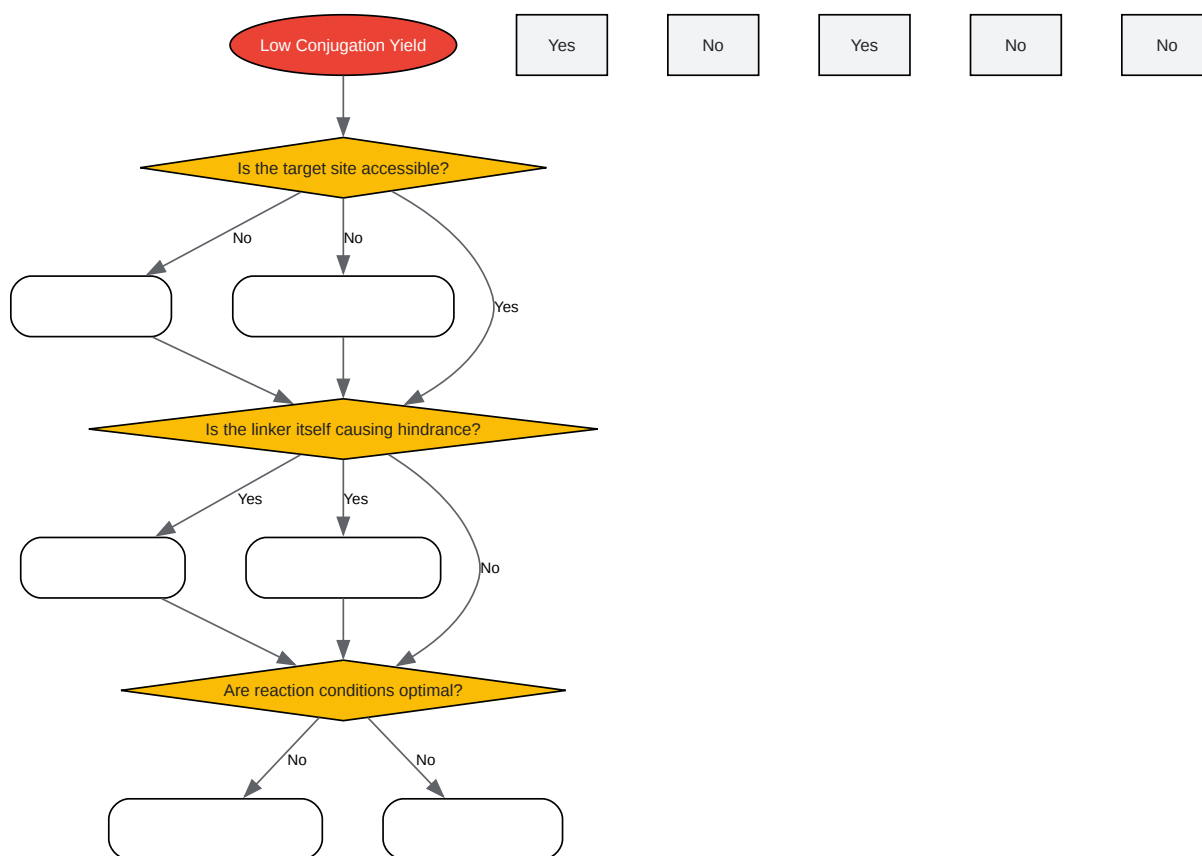 Low Conjugation Yield
Yes
No
Yes
No
No
Is the target site accessible?
No
No
Yes
Is the linker itself causing hindrance?
Yes
Yes
No
Are reaction conditions optimal?
No
No